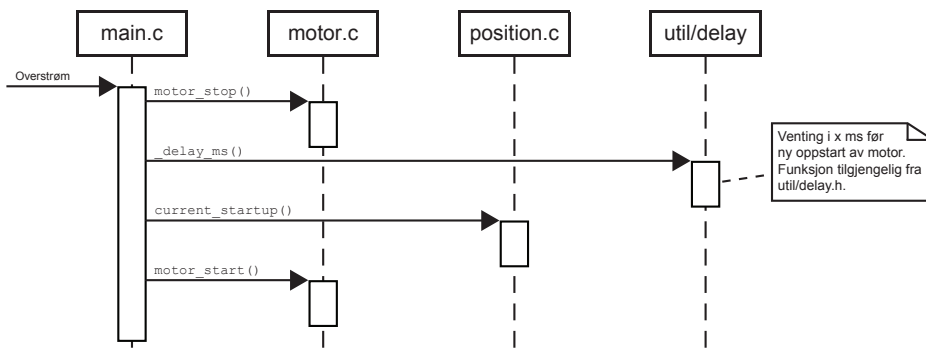 main.c
motor.c
position.c
util/delay
Overstrøm
motor_stop()
_delay_ms()
Venting i x ms før
ny oppstart av motor.
Funksjon tilgjengelig fra
util/delay.h.
current_startup()
motor_start()